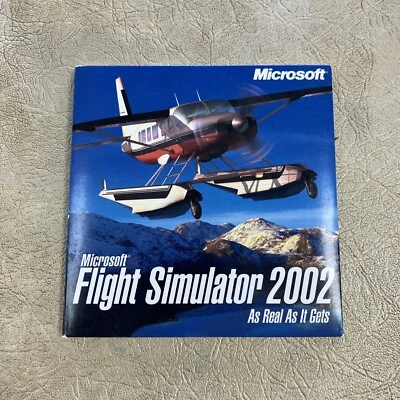 Microsoft
Microsoft
Flight Simulator 2002
As Real As It Gets